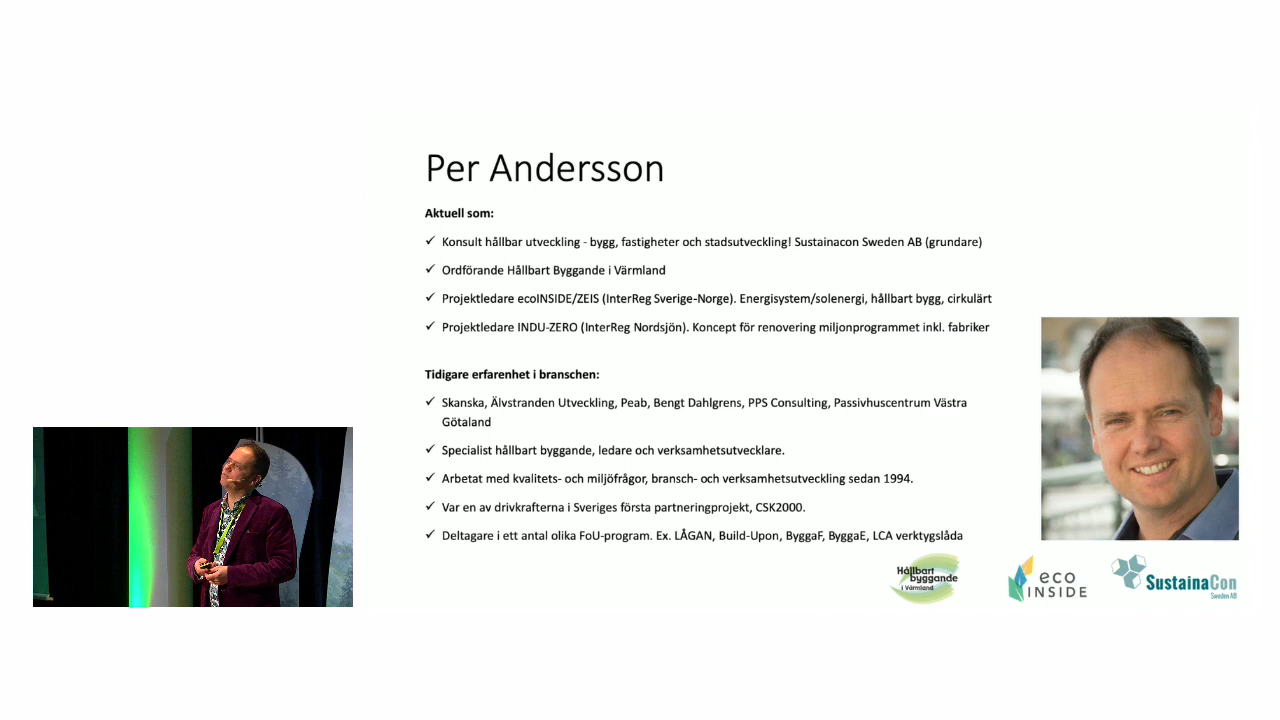 Per Andersson
Aktuell som:
✓ Konsult hållbar utveckling - bygg, fastigheter och stadsutveckling! Sustainacon Sweden AB (grundare)
✓ Ordförande Hållbart Byggande i Värmland
✓ Projektledare ecoINSIDE/ZEIS (InterReg Sverige-Norge). Energisystem/solenergi, hållbart bygg, cirkulärt
✓ Projektledare INDU-ZERO (InterReg Nordsjön). Koncept för renovering miljonprogrammet inkl. fabriker
Tidigare erfarenhet i branschen:
✓ Skanska, Älvstranden Utveckling, Peab, Bengt Dahlgrens, PPS Consulting, Passivhuscentrum Västra
Götaland
✓ Specialist hållbart byggande, ledare och verksamhetsutvecklare.
✓ Arbetat med kvalitets- och miljöfrågor, bransch- och verksamhetsutveckling sedan 1994.
✓ Var en av drivkrafterna i Sveriges första partneringprojekt, CSK2000.
✓ Deltagare i ett antal olika FoU-program. Ex. LÅGAN, Build-Upon, ByggaF, ByggaE, LCA verktygslåda
Hållbart
byggande
i Värmland
eco
INSIDE
SustainaCon
Sweden AB